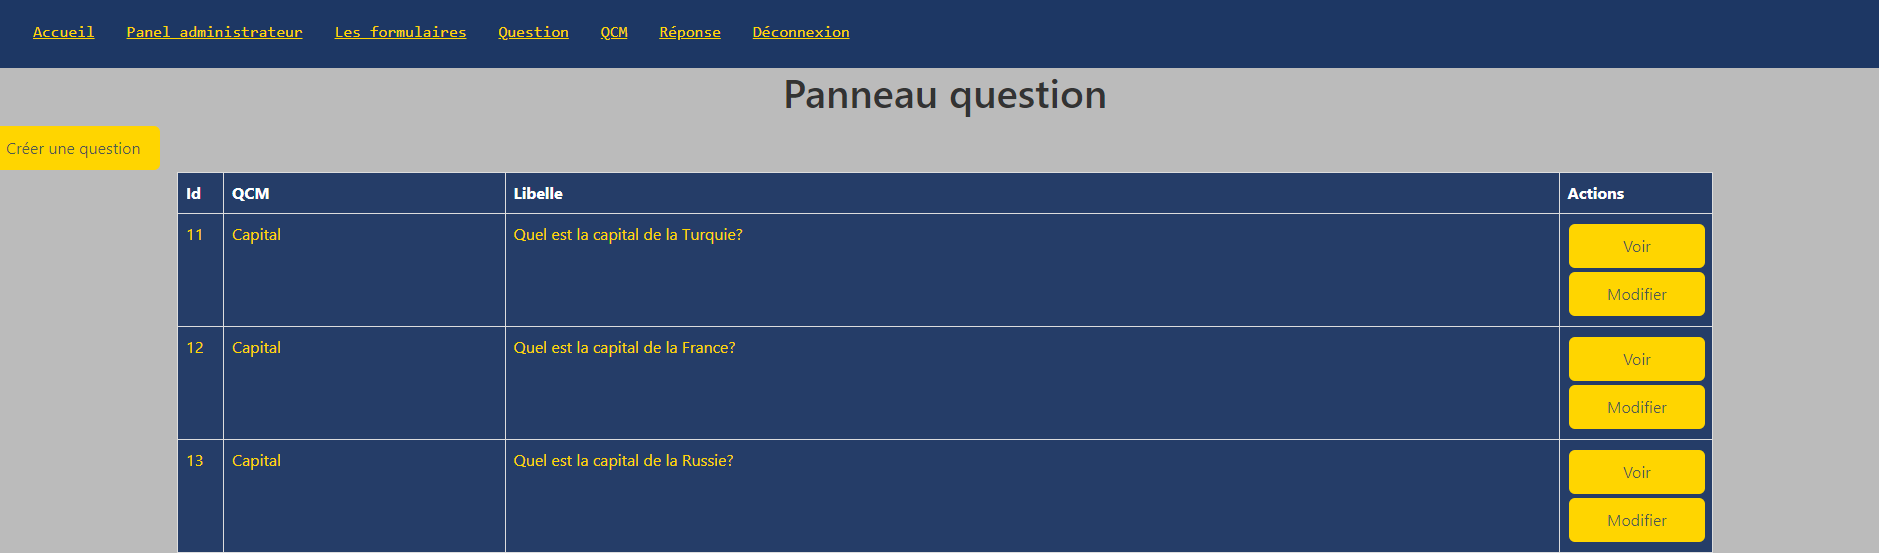 Accueil Panel administrateur Les formulaires Question QCM Réponse Déconnexion
Panneau question
Créer une question
Id QCM Libelle Actions
11 Capital Quel est la capital de la Turquie? Voir
Modifier
12 Capital Quel est la capital de la France? Voir
Modifier
13 Capital Quel est la capital de la Russie? Voir
Modifier